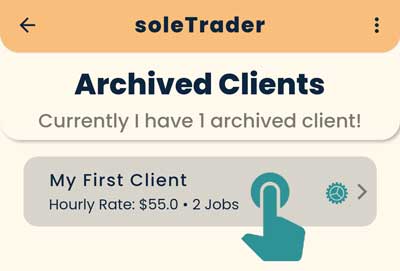 soleTrader
Archived Clients
Currently I have 1 archived client!
My First Client
Hourly Rate: $55.0 • 2 Jobs